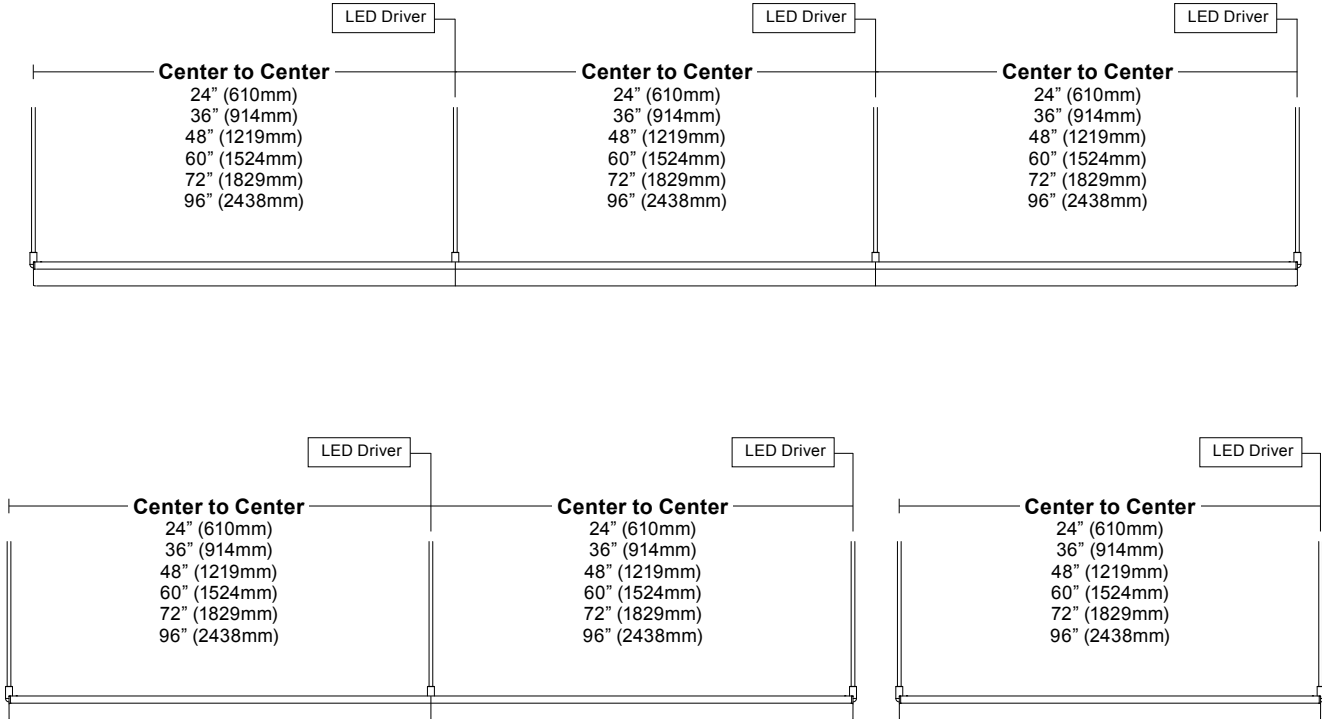 LED Driver
LED Driver
LED Driver
Center to Center
24” (610mm)
36” (914mm)
48” (1219mm)
60” (1524mm)
72” (1829mm)
96” (2438mm)
Center to Center
24” (610mm)
36” (914mm)
48” (1219mm)
60” (1524mm)
72” (1829mm)
96” (2438mm)
Center to Center
24” (610mm)
36” (914mm)
48” (1219mm)
60” (1524mm)
72” (1829mm)
96” (2438mm)
LED Driver
LED Driver
LED Driver
Center to Center
24” (610mm)
36” (914mm)
48” (1219mm)
60” (1524mm)
72” (1829mm)
96” (2438mm)
Center to Center
24” (610mm)
36” (914mm)
48” (1219mm)
60” (1524mm)
72” (1829mm)
96” (2438mm)
Center to Center
24” (610mm)
36” (914mm)
48” (1219mm)
60” (1524mm)
72” (1829mm)
96” (2438mm)